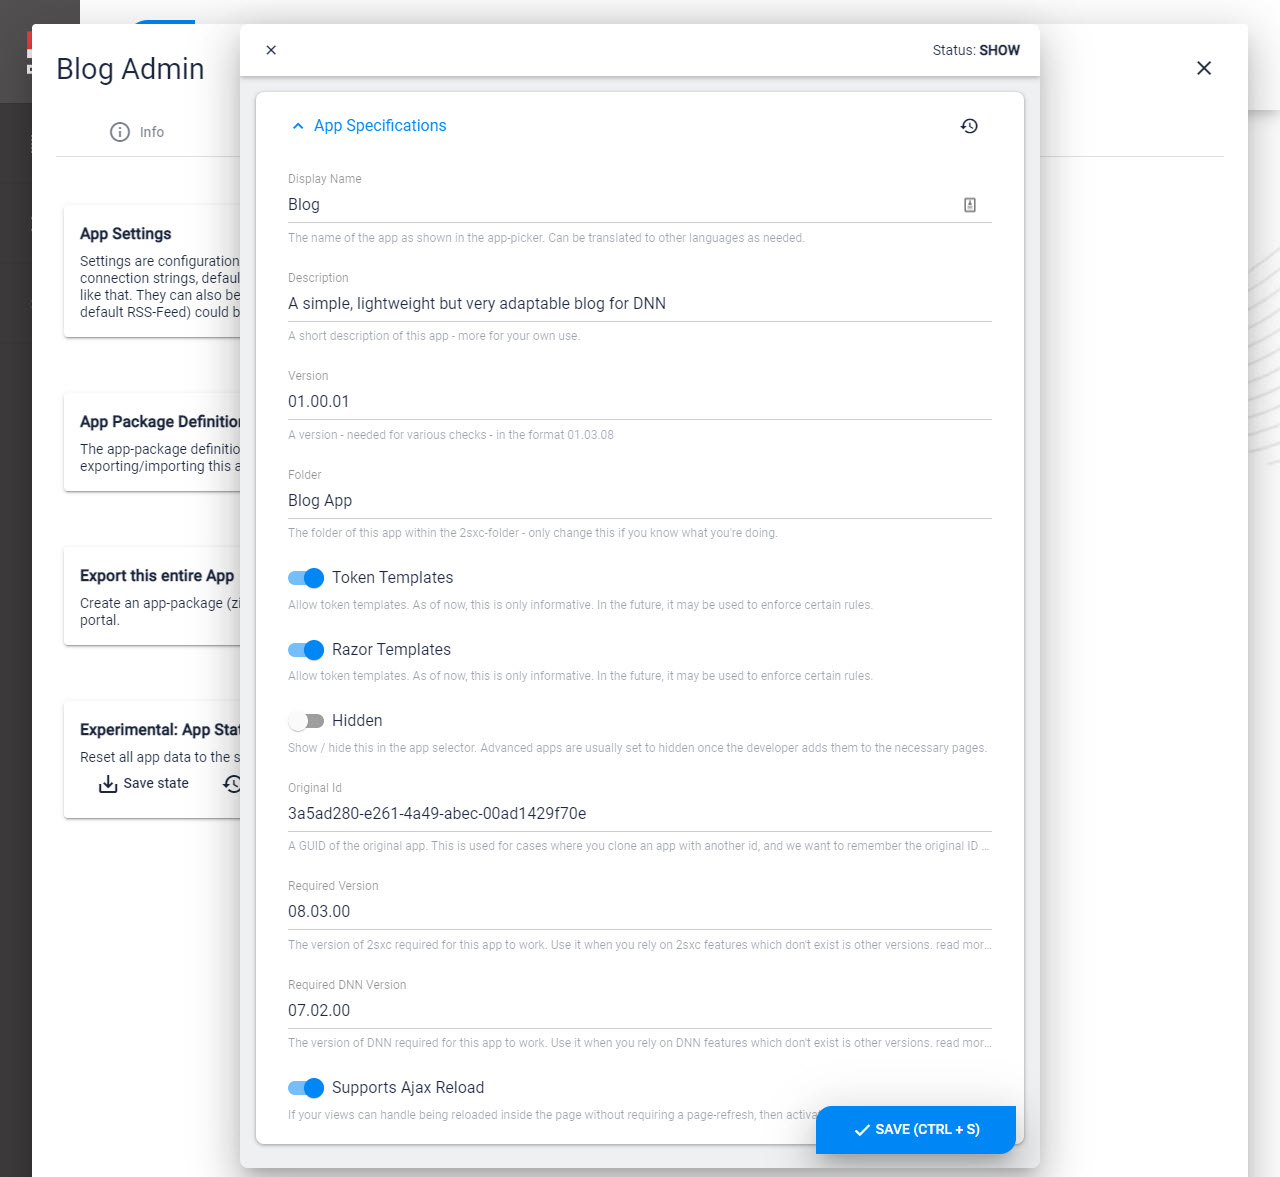 Blog Admin
Info
App Settings
Settings are configuration
connection strings, defaul
like that. They can also be
default RSS-Feed) could b
App Package Definition
The app-package definitio
exporting/importing this a
Export this entire App
Create an app-package (zi
portal.
Experimental: App Stat
Reset all app data to the s
Save state
Status: SHOW
App Specifications
Display Name
Blog
The name of the app as shown in the app-picker. Can be translated to other languages as needed.
Description
A simple, lightweight but very adaptable blog for DNN
A short description of this app - more for your own use.
Version
01.00.01
A version - needed for various checks - in the format 01.03.08
Folder
Blog App
The folder of this app within the 2sxc-folder - only change this if you know what you're doing.
Token Templates
Allow token templates. As of now, this is only informative. In the future, it may be used to enforce certain rules.
Razor Templates
Allow token templates. As of now, this is only informative. In the future, it may be used to enforce certain rules.
Hidden
Show / hide this in the app selector. Advanced apps are usually set to hidden once the developer adds them to the necessary pages.
Original Id
3a5ad280-e261-4a49-abec-00ad1429f70e
A GUID of the original app. This is used for cases where you clone an app with another id, and we want to remember the original ID ...
Required Version
08.03.00
The version of 2sxc required for this app to work. Use it when you rely on 2sxc features which don't exist is other versions. read mor...
Required DNN Version
07.02.00
The version of DNN required for this app to work. Use it when you rely on DNN features which don't exist is other versions. read mor...
Supports Ajax Reload
If your views can handle being reloaded inside the page without requiring a page-refresh, then activa
SAVE (CTRL + S)